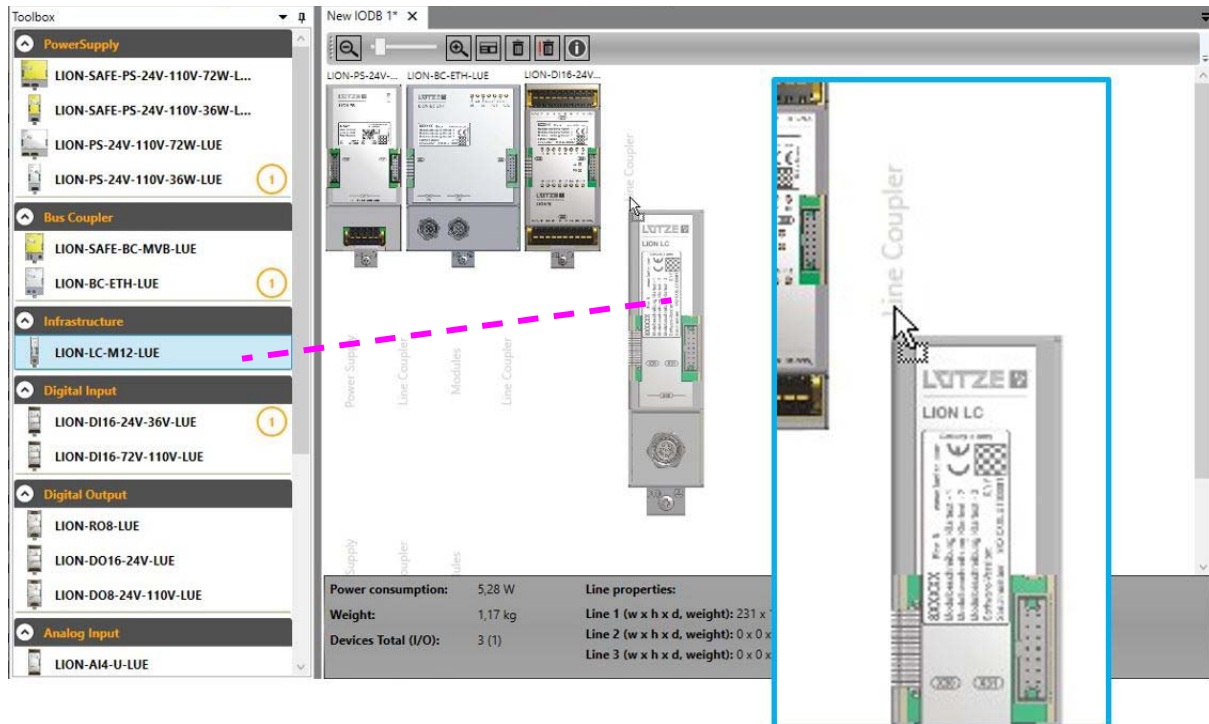 Toolbox
PowerSupply
LION-SAFE-PS-24V-110V-72W-L...
LION-SAFE-PS-24V-110V-36W-L...
LION-PS-24V-110V-72W-LUE
LION-PS-24V-110V-36W-LUE 1
Bus Coupler
LION-SAFE-BC-MVB-LUE
LION-BC-ETH-LUE 1
Infrastructure
LION-LC-M12-LUE
Digital Input
LION-DI16-24V-36V-LUE 1
LION-DI16-72V-110V-LUE
Digital Output
LION-RO8-LUE
LION-DO16-24V-LUE
LION-DO8-24V-110V-LUE
Analog Input
LION-AI4-U-LUE
New IODB 1*
LION-PS-24V-... LION-BC-ETH-LUE LION-DI16-24V...
LÜTZE
LÜTZE
LÜTZE
Line Coupler
LÜTZE
LION LC
Power Supply
Line Coupler
Modules
Line Coupler
Supply
oupler
ules
Power consumption: 5,28 W
Weight: 1,17 kg
Devices Total (I/O): 3 (1)
Line properties:
Line 1 (w x h x d, weight): 231 x
Line 2 (w x h x d, weight): 0 x 0 x
Line 3 (w x h x d, weight): 0 x 0 x
Line Coupler
LÜTZE
LION LC